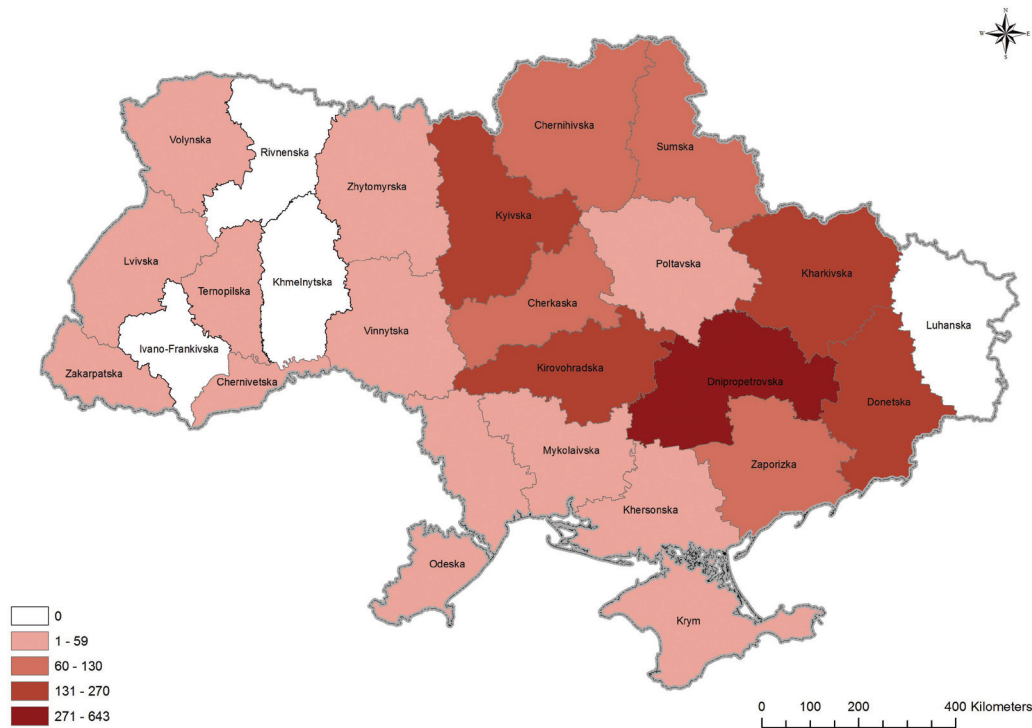 N
W E
S
Chernihivska
Volynska
Sumska
Rivnenska
Zhytomyrska
Kyivska
Lvivska
Poltavska
Kharkivska
Khmelnytska
Ternopilska
Cherkaska
Luhanska
Vinnytska
Ivano-Frankivska
Kirovohradska
Zakarpatska
Chernivetska
Dnipropetrovska
Donetska
Mykolaivska
Zaporizka
Khersonska
Odeska
Krym
0
1 - 59
60 - 130
131 - 270
271 - 643
0 100 200 400 Kilometers